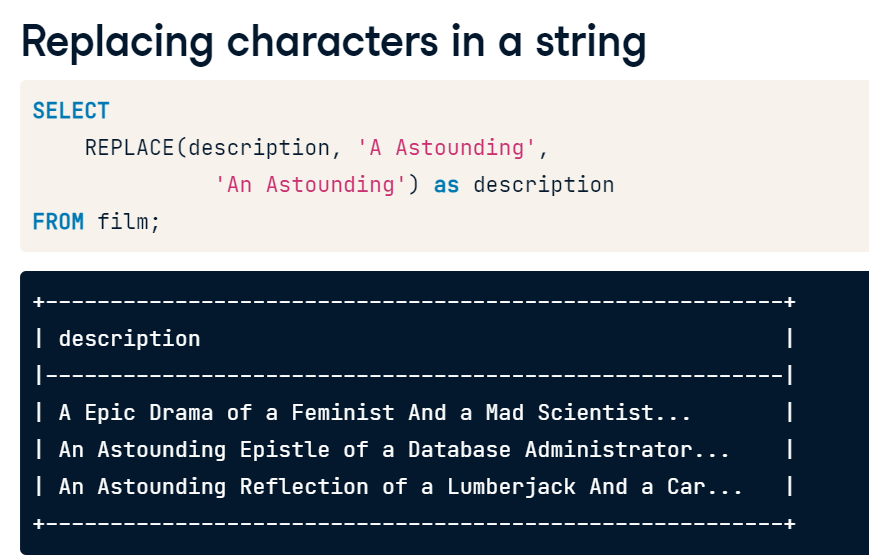 Replacing characters in a string
SELECT
    REPLACE(description, 'A Astounding',
              'An Astounding') as description
FROM film;
+---------------------------------------------------------+
| description                                             |
|---------------------------------------------------------|
| A Epic Drama of a Feminist And a Mad Scientist...       |
| An Astounding Epistle of a Database Administrator...    |
| An Astounding Reflection of a Lumberjack And a Car...   |
+---------------------------------------------------------+